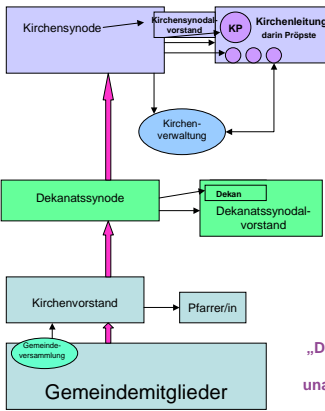 Kirchensynode
Kirchensynodal-
vorstand
KP
Kirchenleitung
darin Pröpste
Kirchen-
verwaltung
Dekanatssynode
Dekan
Dekanatssynodal-
vorstand
Kirchenvorstand
Pfarrer/in
Gemeinde-
versammlung
Gemeindemitglieder
„D
una